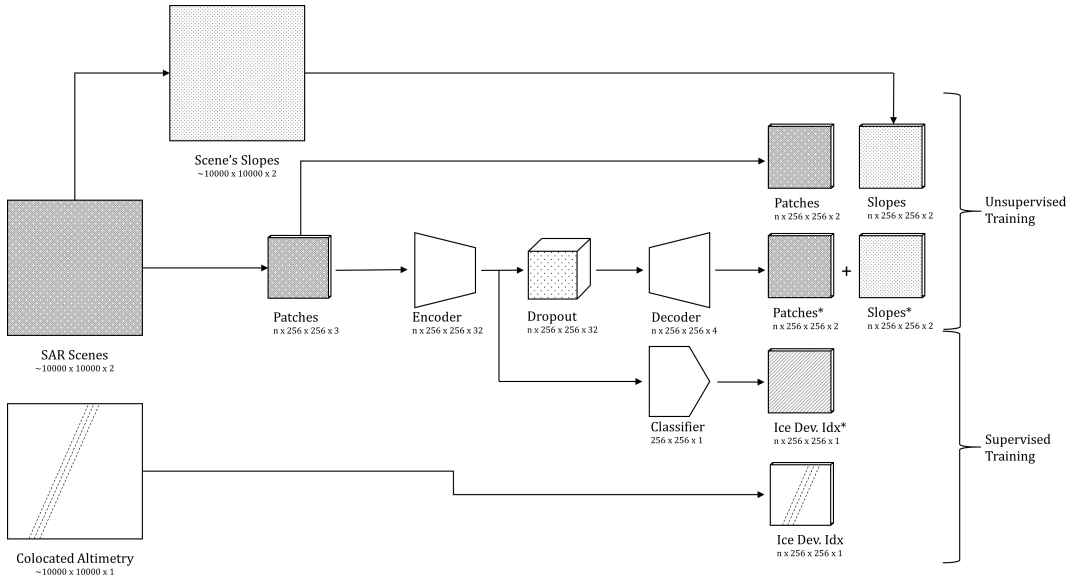 Scene's Slopes
~10000 x 10000 x 2
Patches
n x 256 x 256 x 2
Slopes
n x 256 x 256 x 2
Unsupervised
Training
SAR Scenes
~10000 x 10000 x 2
Patches
n x 256 x 256 x 3
Encoder
n x 256 x 256 x 32
Dropout
n x 256 x 256 x 32
Decoder
n x 256 x 256 x 4
Patches*
n x 256 x 256 x 2
+
Slopes*
n x 256 x 256 x 2
Classifier
256 x 256 x 1
Ice Dev. Idx*
n x 256 x 256 x 1
Supervised
Training
Colocated Altimetry
~10000 x 10000 x 1
Ice Dev. Idx
n x 256 x 256 x 1